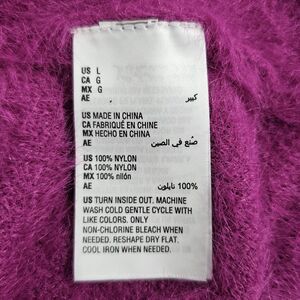 US L
CA G
MX G
AE كبير
US MADE IN CHINA
CA FABRIQUÉ EN CHINE
MX HECHO EN CHINA
AE صُنع في الصين
US 100% NYLON
CA 100% NYLON
MX 100% nilón
AE 100% نايلون
US TURN INSIDE OUT. MACHINE
WASH COLD GENTLE CYCLE WITH
LIKE COLORS. ONLY
NON-CHLORINE BLEACH WHEN
NEEDED. RESHAPE DRY FLAT.
COOL IRON WHEN NEEDED.